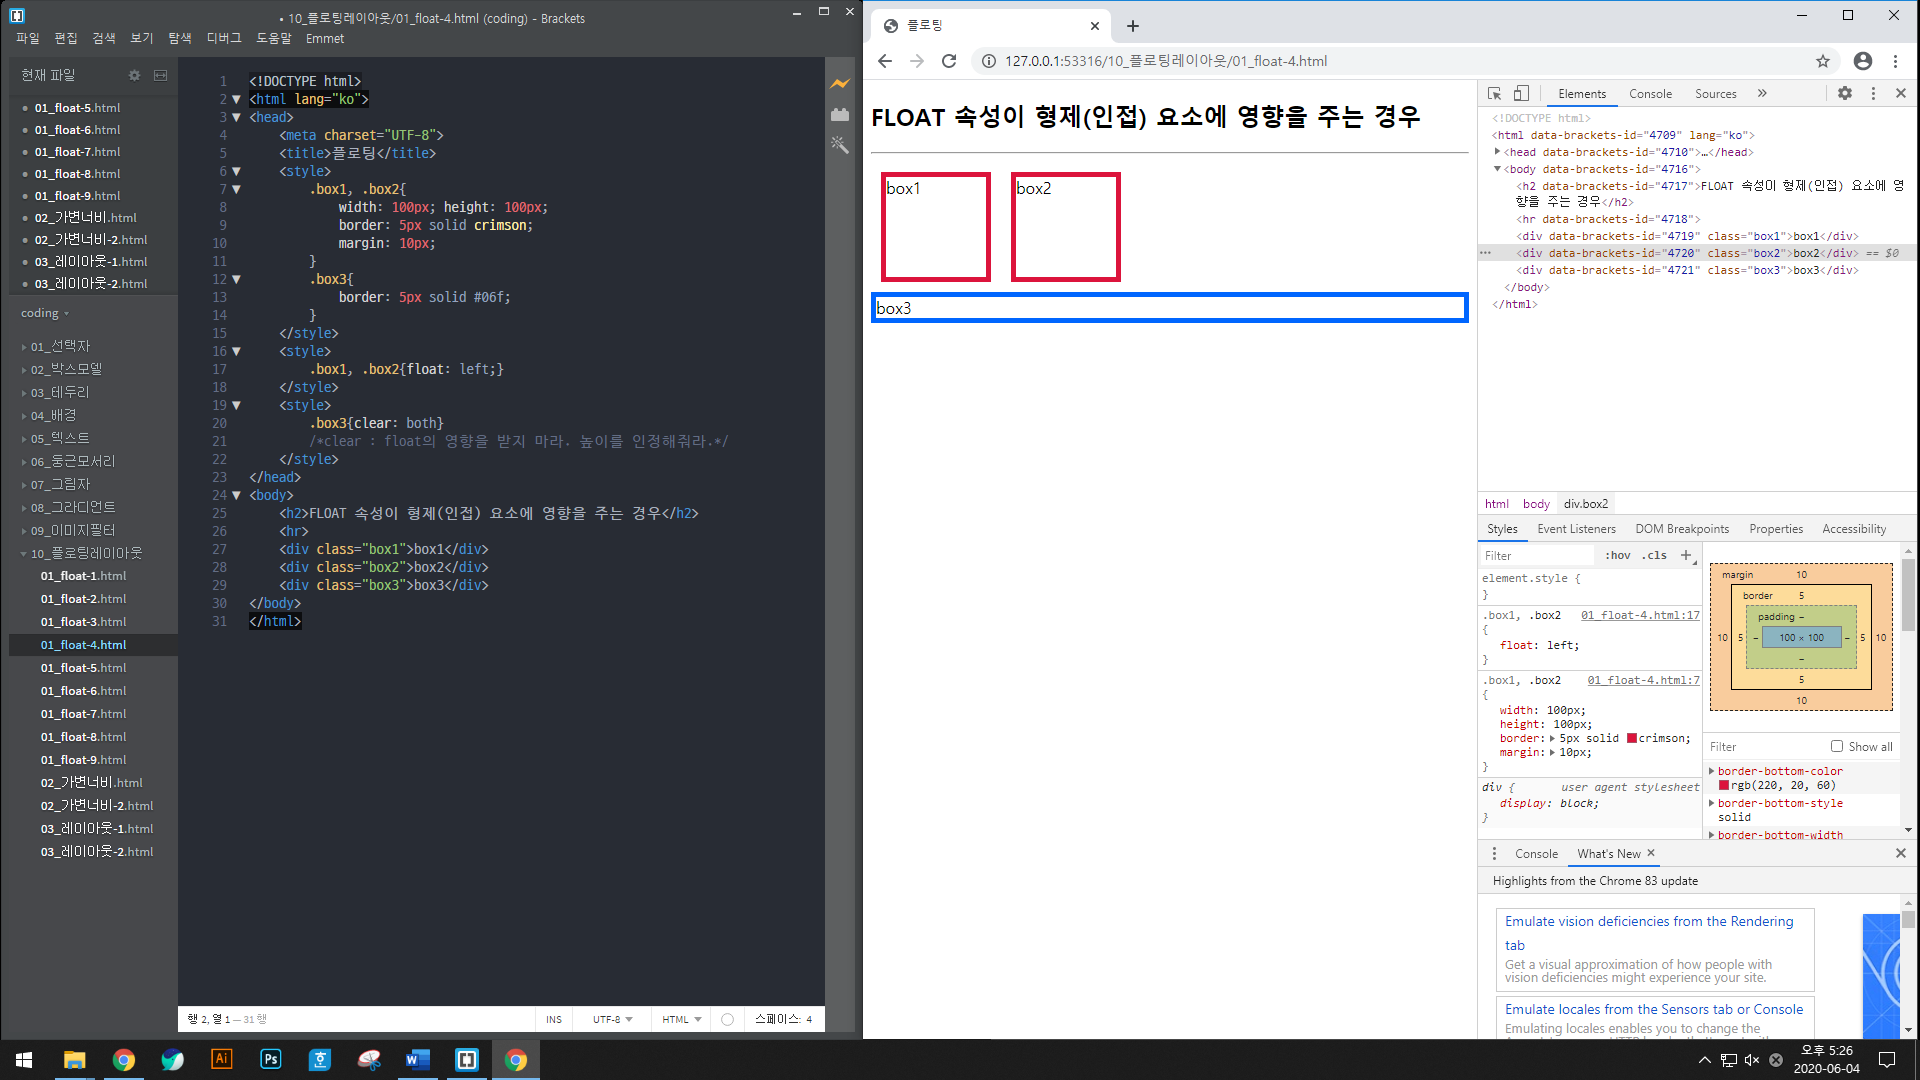 • 10_플로팅레이아웃/01_float-4.html (coding) - Brackets
파일 편집 검색 보기 탐색 디버그 도움말 Emmet
현재 파일
01_float-5.html
01_float-6.html
01_float-7.html
01_float-8.html
01_float-9.html
02_가변너비.html
02_가변너비-2.html
03_레이아웃-1.html
03_레이아웃-2.html
coding
01_선택자
02_박스모델
03_테두리
04_배경
05_텍스트
06_둥근모서리
07_그림자
08_그라디언트
09_이미지필터
10_플로팅레이아웃
01_float-1.html
01_float-2.html
01_float-3.html
01_float-4.html
01_float-5.html
01_float-6.html
01_float-7.html
01_float-8.html
01_float-9.html
02_가변너비.html
02_가변너비-2.html
03_레이아웃-1.html
03_레이아웃-2.html
1 <!DOCTYPE html>
2 <html lang="ko">
3 <head>
4 <meta charset="UTF-8">
5 <title>플로팅</title>
6 <style>
7 .box1, .box2{
8 width: 100px; height: 100px;
9 border: 5px solid crimson;
10 margin: 10px;
11 }
12 .box3{
13 border: 5px solid #06f;
14 }
15 </style>
16 <style>
17 .box1, .box2{float: left;}
18 </style>
19 <style>
20 .box3{clear: both}
21 /*clear : float의 영향을 받지 마라. 높이를 인정해줘라.*/
22 </style>
23 </head>
24 <body>
25 <h2>FLOAT 속성이 형제(인접) 요소에 영향을 주는 경우</h2>
26 <hr>
27 <div class="box1">box1</div>
28 <div class="box2">box2</div>
29 <div class="box3">box3</div>
30 </body>
31 </html>
행 2, 열 1 — 31 행
INS UTF-8 HTML 스페이스: 4
플로팅
127.0.0.1:53316/10_플로팅레이아웃/01_float-4.html
FLOAT 속성이 형제(인접) 요소에 영향을 주는 경우
box1 box2
box3
Elements Console Sources »
<!DOCTYPE html>
<html data-brackets-id="4709" lang="ko">
<head data-brackets-id="4710">…</head>
<body data-brackets-id="4716">
<h2 data-brackets-id="4717">FLOAT 속성이 형제(인접) 요소에 영
향을 주는 경우</h2>
<hr data-brackets-id="4718">
<div data-brackets-id="4719" class="box1">box1</div>
<div data-brackets-id="4720" class="box2">box2</div> == $0
<div data-brackets-id="4721" class="box3">box3</div>
</body>
</html>
html body div.box2
Styles Event Listeners DOM Breakpoints Properties Accessibility
Filter :hov .cls +
element.style {
}
.box1, .box2 01_float-4.html:17
{
float: left;
}
.box1, .box2 01_float-4.html:7
{
width: 100px;
height: 100px;
border: 5px solid crimson;
margin: 10px;
}
div { user agent stylesheet
display: block;
}
margin 10
border 5
padding –
10 5 – 100 × 100 – 5 10
–
5
10
Filter Show all
border-bottom-color
rgb(220, 20, 60)
border-bottom-style
solid
border-bottom-width
Console What's New
Highlights from the Chrome 83 update
Emulate vision deficiencies from the Rendering
tab
Get a visual approximation of how people with
vision deficiencies might experience your site.
Emulate locales from the Sensors tab or Console
Emulating locales enables you to change the
Ai Ps
오후 5:26
2020-06-04